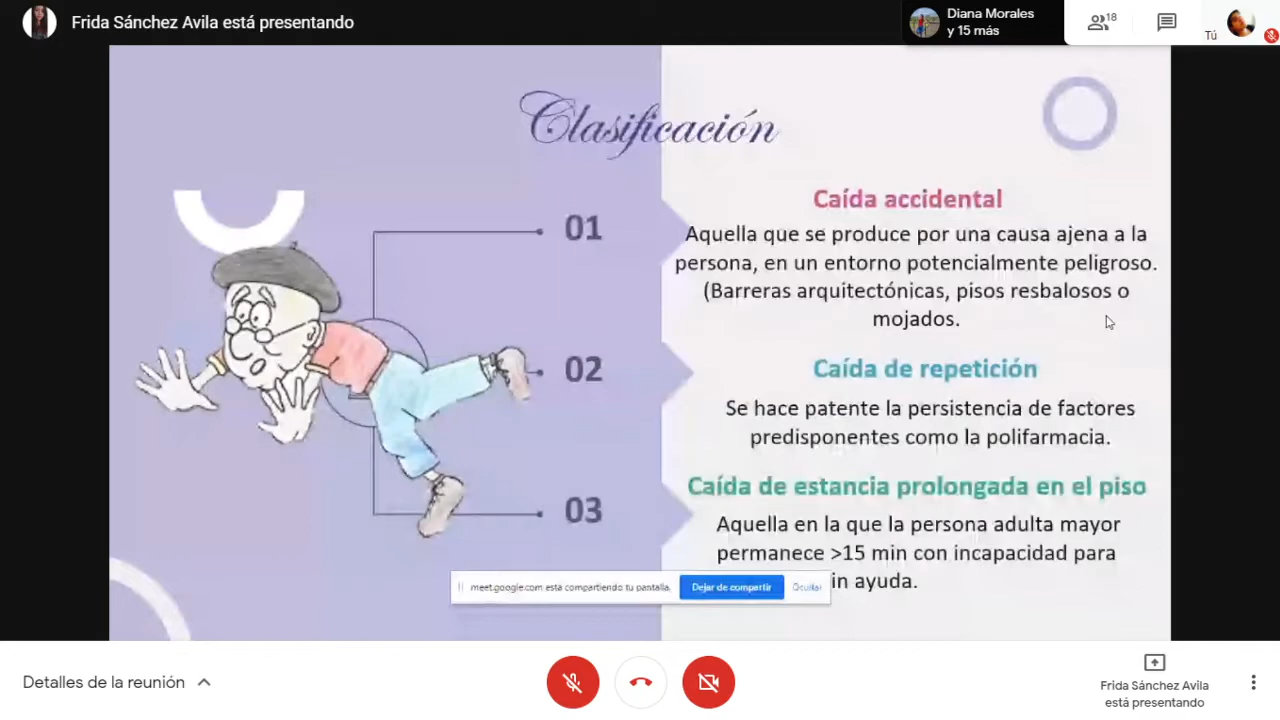 Frida Sánchez Avila está presentando
Diana Morales
y 15 más
18
Tú
Clasificación
01
Caída accidental
Aquella que se produce por una causa ajena a la
persona, en un entorno potencialmente peligroso.
(Barreras arquitectónicas, pisos resbalosos o
mojados.
02
Caída de repetición
Se hace patente la persistencia de factores
predisponentes como la polifarmacia.
03
Caída de estancia prolongada en el piso
Aquella en la que la persona adulta mayor
permanece >15 min con incapacidad para
in ayuda.
meet.google.com está compartiendo tu pantalla.
Dejar de compartir
Ocultar
Detalles de la reunión
Frida Sánchez Avila
está presentando